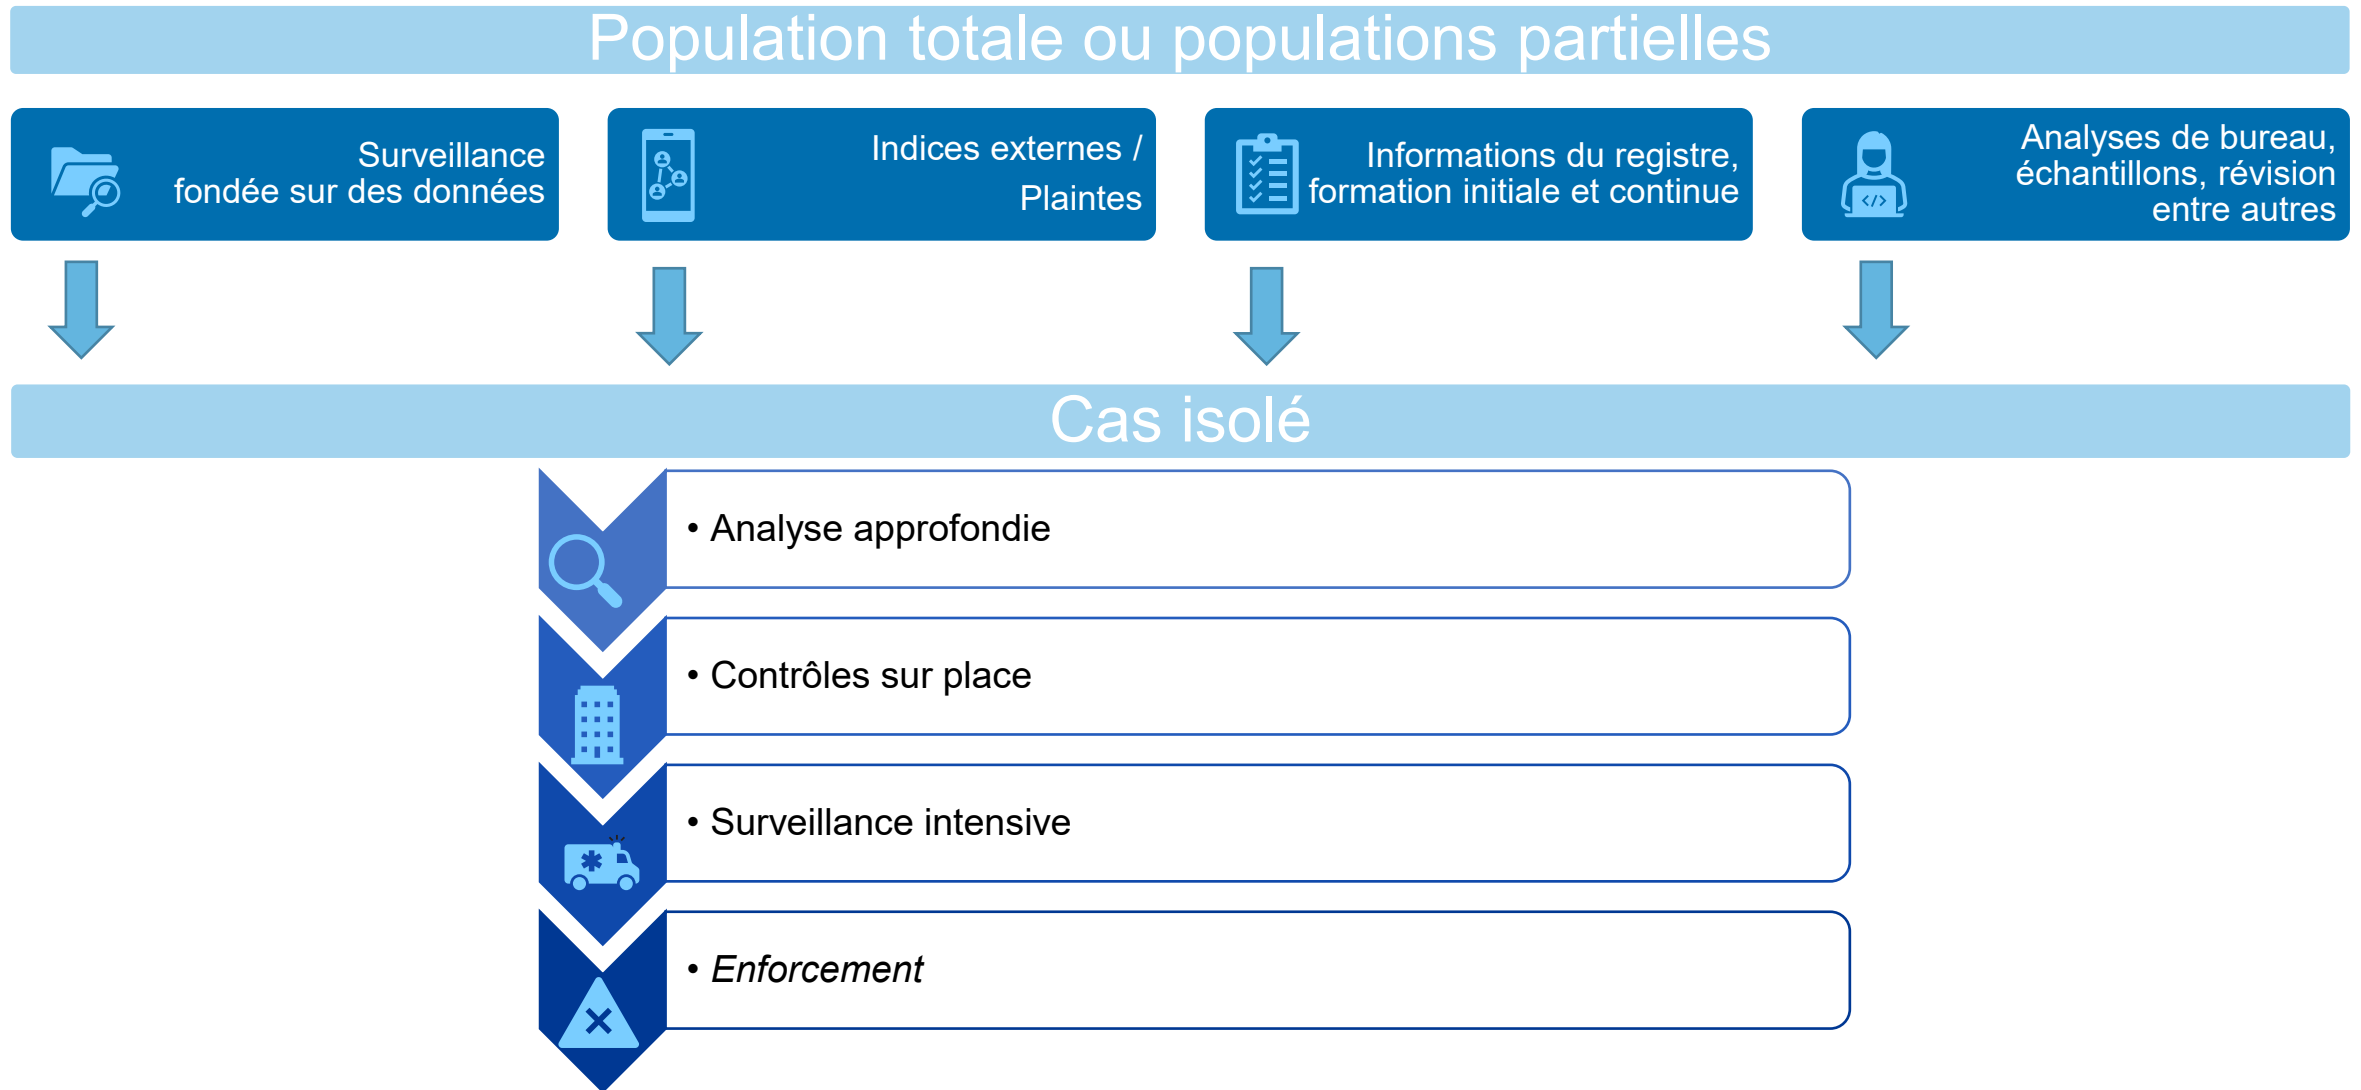 Population totale ou populations partielles
Surveillance
fondée sur des données
Indices externes /
Plaintes
Informations du registre,
formation initiale et continue
Analyses de bureau,
échantillons, révision
entre autres
</>
Cas isolé
• Analyse approfondie
• Contrôles sur place
• Surveillance intensive
• Enforcement